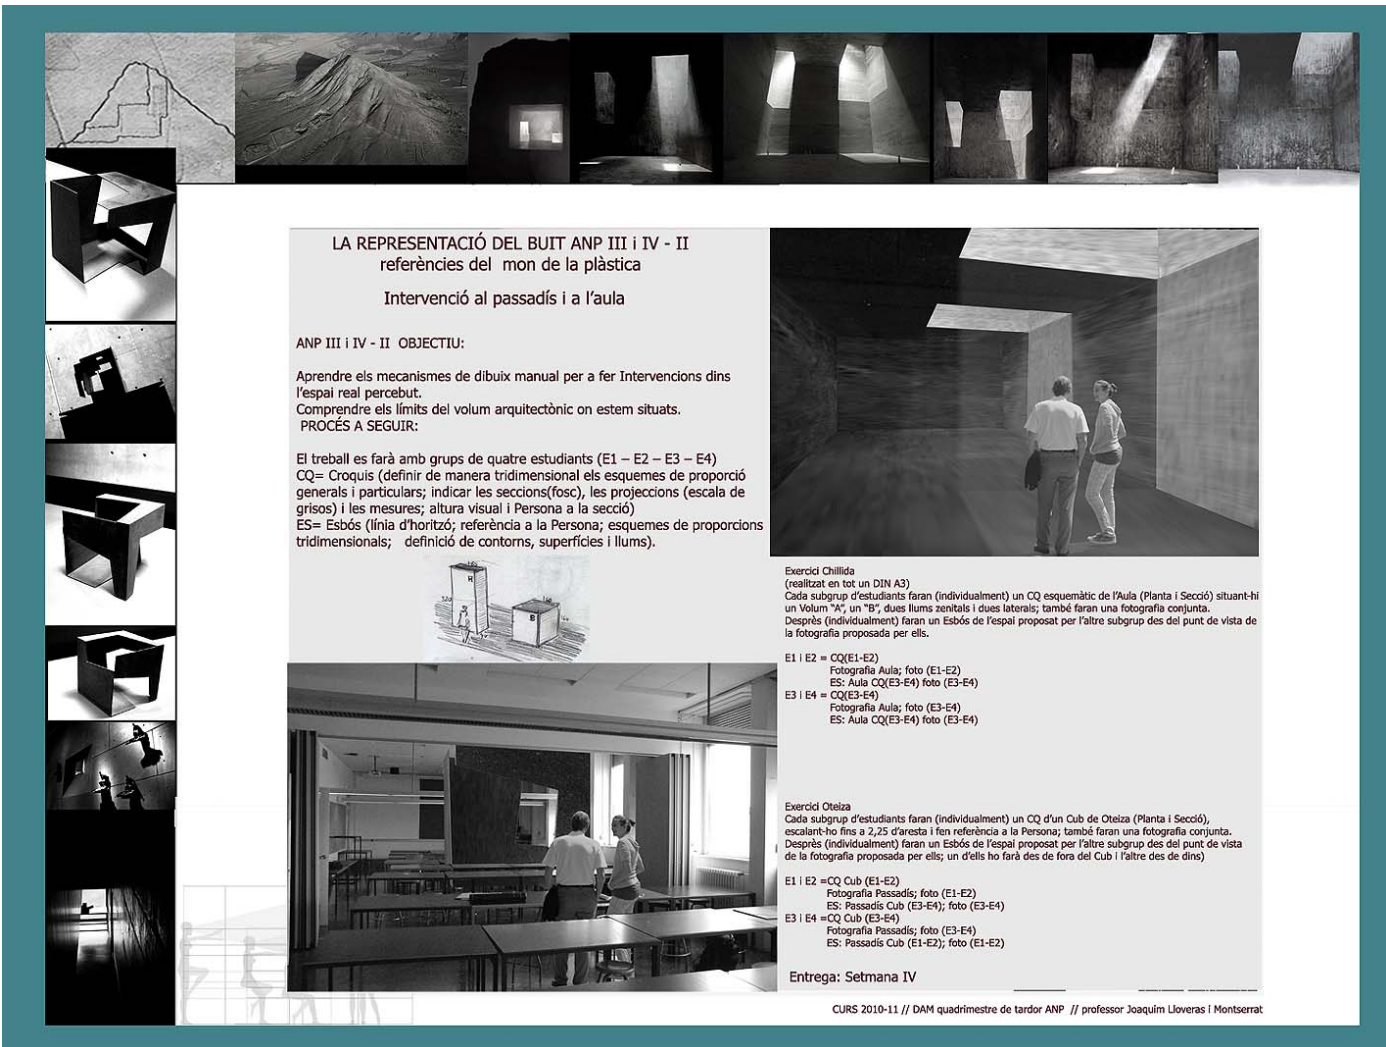 LA REPRESENTACIÓ DEL BUIT ANP III i IV - II
referències del mon de la plàstica
Intervenció al passadís i a l'aula
ANP III i IV - II OBJECTIU:
Aprendre els mecanismes de dibuix manual per a fer Intervencions dins
l'espai real percebut.
Comprendre els límits del volum arquitectònic on estem situats.
PROCÉS A SEGUIR:
El treball es farà amb grups de quatre estudiants (E1 – E2 – E3 – E4)
CQ= Croquis (definir de manera tridimensional els esquemes de proporció
generals i particulars; indicar les seccions(fosc), les projeccions (escala de
grisos) i les mesures; altura visual i Persona a la secció)
ES= Esbós (línia d'horitzó; referència a la Persona; esquemes de proporcions
tridimensionals; definició de contorns, superfícies i llums).
Exercici Chillida
(realitzat en tot un DIN A3)
Cada subgrup d'estudiants faran (individualment) un CQ esquemàtic de l'Aula (Planta i Secció) situant-hi
un Volum "A", un "B", dues llums zenitals i dues laterals; també faran una fotografia conjunta.
Desprès (individualment) faran un Esbós de l'espai proposat per l'altre subgrup des del punt de vista de
la fotografia proposada per ells.
E1 i E2 = CQ(E1-E2)
Fotografia Aula; foto (E1-E2)
ES: Aula CQ(E3-E4) foto (E3-E4)
E3 i E4 = CQ(E3-E4)
Fotografia Aula; foto (E3-E4)
ES: Aula CQ(E3-E4) foto (E3-E4)
Exercici Oteiza
Cada subgrup d'estudiants faran (individualment) un CQ d'un Cub de Oteiza (Planta i Secció),
escalant-ho fins a 2,25 d'aresta i fen referència a la Persona; també faran una fotografia conjunta.
Desprès (individualment) faran un Esbós de l'espai proposat per l'altre subgrup des del punt de vista
de la fotografia proposada per ells; un d'ells ho farà des de fora del Cub i l'altre des de dins)
E1 i E2 =CQ Cub (E1-E2)
Fotografia Passadís; foto (E1-E2)
ES: Passadís Cub (E3-E4); foto (E3-E4)
E3 i E4 =CQ Cub (E3-E4)
Fotografia Passadís; foto (E3-E4)
ES: Passadís Cub (E1-E2); foto (E1-E2)
Entrega: Setmana IV
CURS 2010-11 // DAM quadrimestre de tardor ANP // professor Joaquim Lloveras i Montserrat